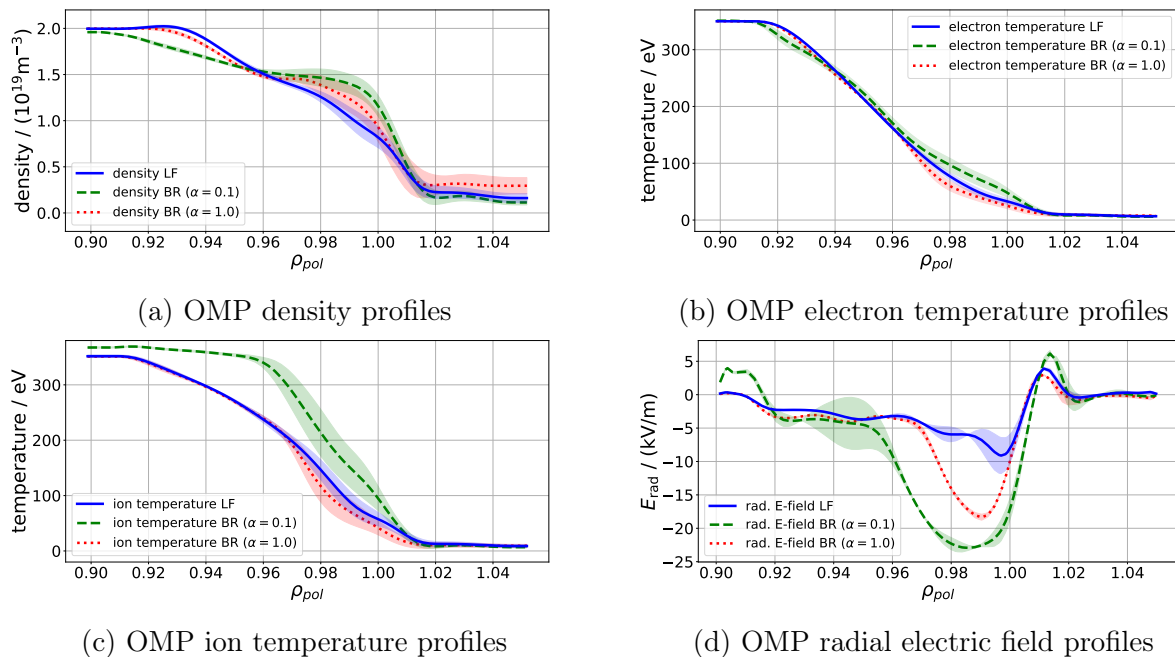 density / (10¹⁹m⁻³)
2.0
1.5
1.0
0.5
0.0
density LF
density BR (α = 0.1)
density BR (α = 1.0)
0.90 0.92 0.94 0.96 0.98 1.00 1.02 1.04
ρpol
(a) OMP density profiles
temperature / eV
300
200
100
0
electron temperature LF
electron temperature BR (α = 0.1)
electron temperature BR (α = 1.0)
0.90 0.92 0.94 0.96 0.98 1.00 1.02 1.04
ρpol
(b) OMP electron temperature profiles
temperature / eV
300
200
100
0
ion temperature LF
ion temperature BR (α = 0.1)
ion temperature BR (α = 1.0)
0.90 0.92 0.94 0.96 0.98 1.00 1.02 1.04
ρpol
(c) OMP ion temperature profiles
Erad / (kV/m)
5
0
−5
−10
−15
−20
−25
rad. E-field LF
rad. E-field BR (α = 0.1)
rad. E-field BR (α = 1.0)
0.90 0.92 0.94 0.96 0.98 1.00 1.02 1.04
ρpol
(d) OMP radial electric field profiles